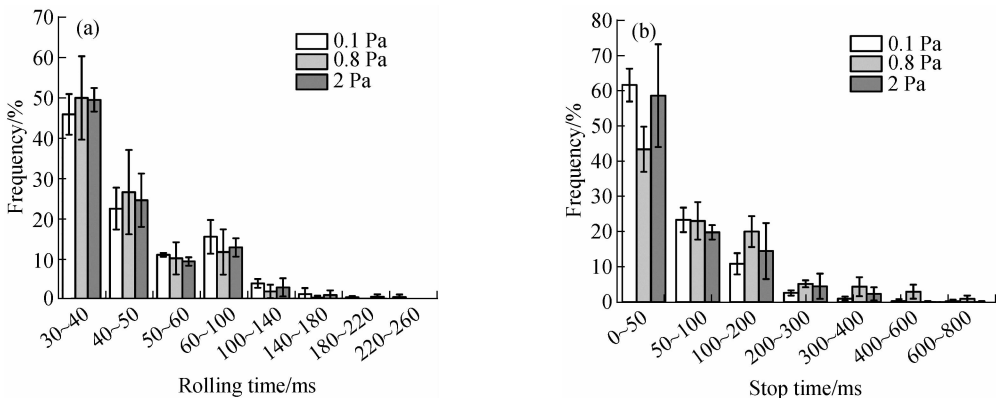 (a)
0.1 Pa
0.8 Pa
2 Pa
Frequency/%
70
60
50
40
30
20
10
0
30~40
40~50
50~60
60~100
100~140
140~180
180~220
220~260
Rolling time/ms
(b)
0.1 Pa
0.8 Pa
2 Pa
Frequency/%
80
70
60
50
40
30
20
10
0
0~50
50~100
100~200
200~300
300~400
400~600
600~800
Stop time/ms